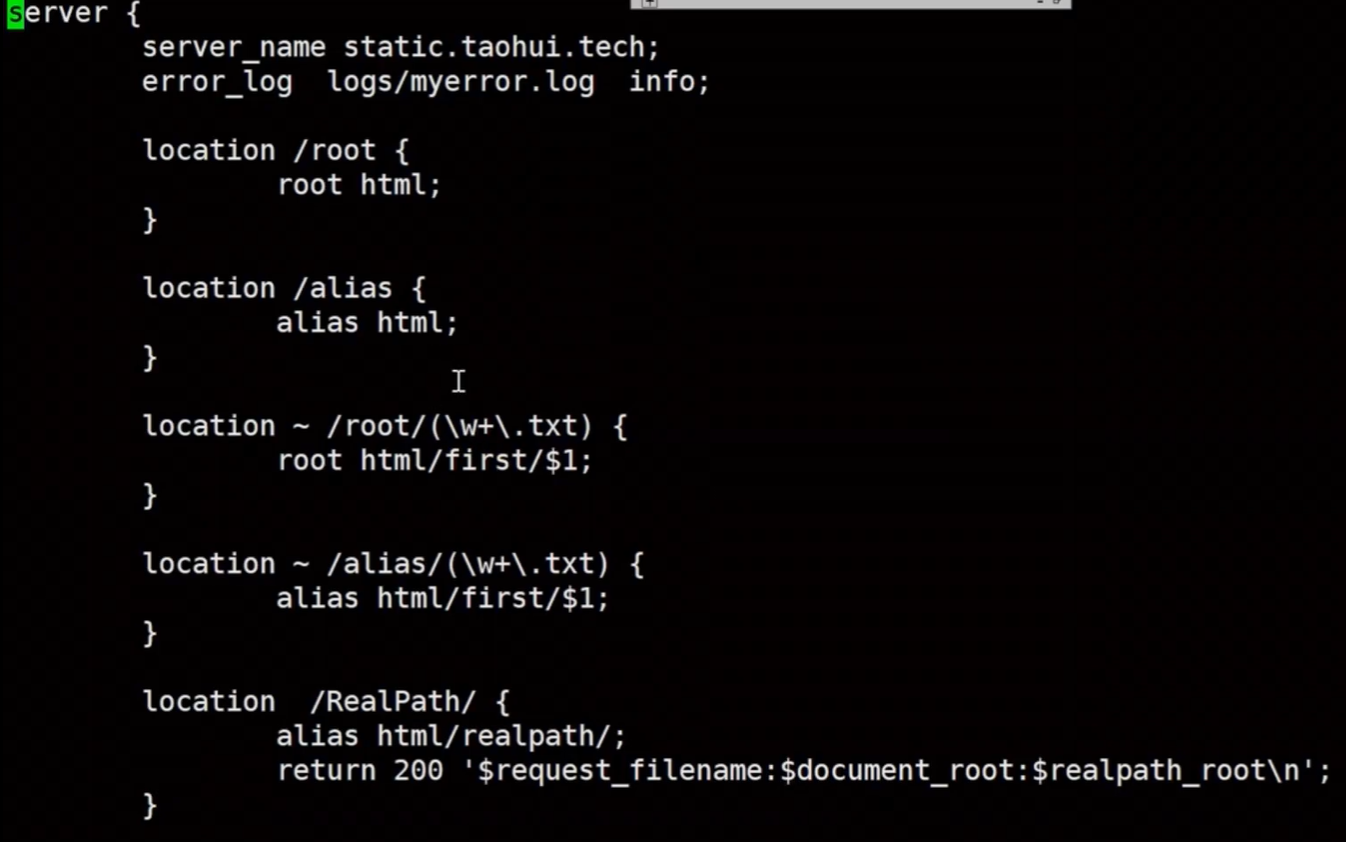 server {
server_name static.taohui.tech;
error_log  logs/myerror.log  info;
location /root {
root html;
}
location /alias {
alias html;
}
location ~ /root/(\w+\.txt) {
root html/first/$1;
}
location ~ /alias/(\w+\.txt) {
alias html/first/$1;
}
location  /RealPath/ {
alias html/realpath/;
return 200 '$request_filename:$document_root:$realpath_root\n';
}